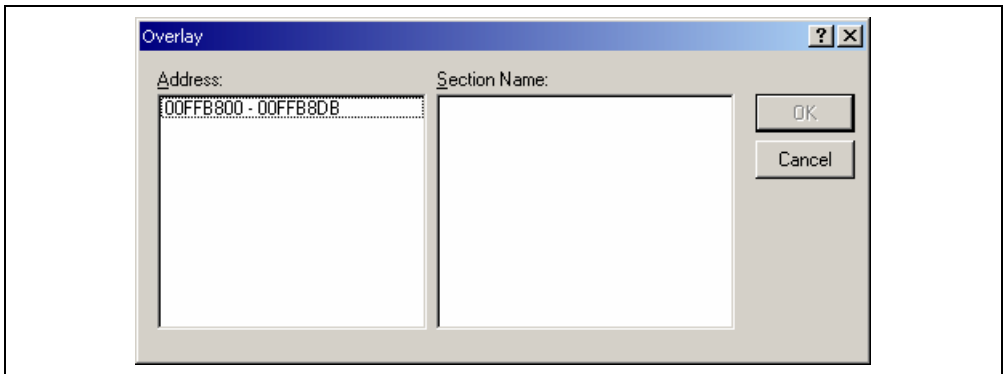 Overlay
Address:
Section Name:
00FFB800 - 00FFB8DB
OK
Cancel